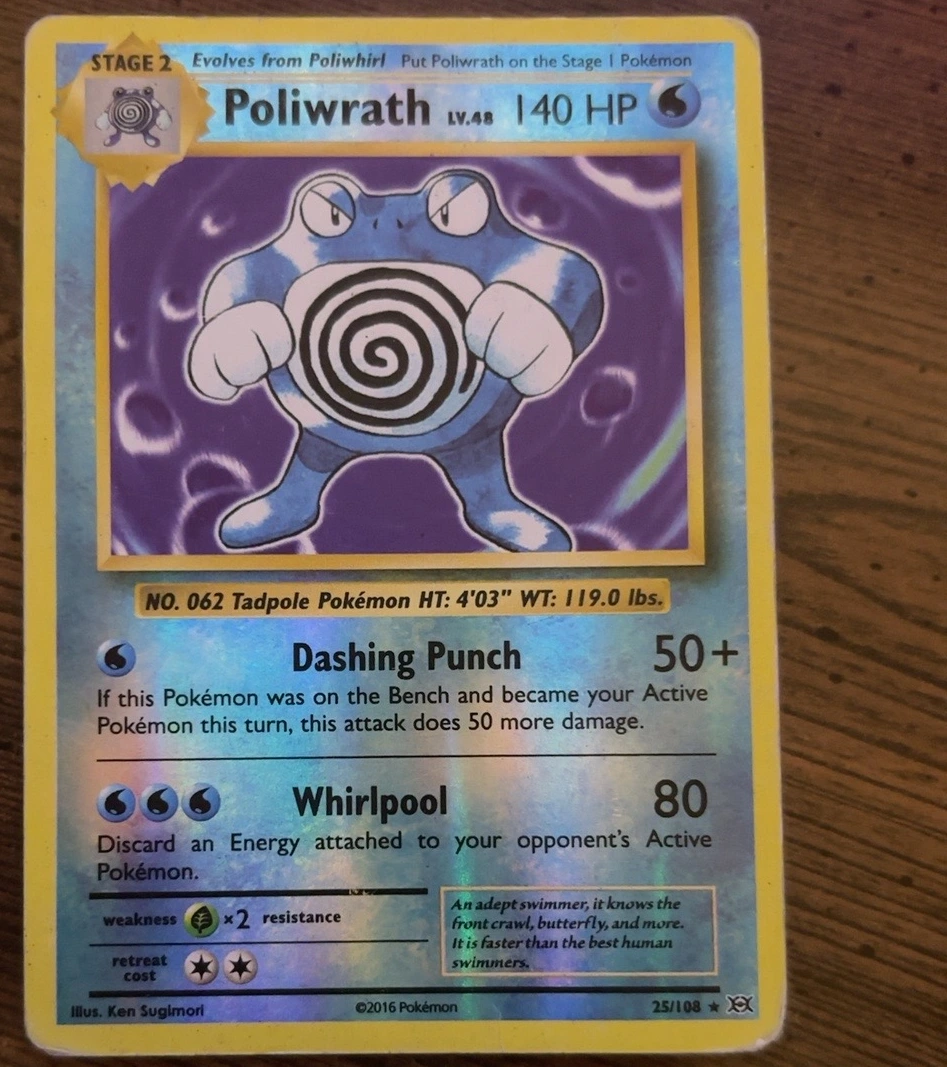 STAGE 2 Evolves from Poliwhirl Put Poliwrath on the Stage 1 Pokémon
Poliwrath LV.48 140 HP
NO. 062 Tadpole Pokémon HT: 4'03" WT: 119.0 lbs.
Dashing Punch 50+
If this Pokémon was on the Bench and became your Active
Pokémon this turn, this attack does 50 more damage.
Whirlpool 80
Discard an Energy attached to your opponent's Active
Pokémon.
weakness ×2 resistance
retreat
cost
An adept swimmer, it knows the
front crawl, butterfly, and more.
It is faster than the best human
swimmers.
Illus. Ken Sugimori ©2016 Pokémon 25/108 ★